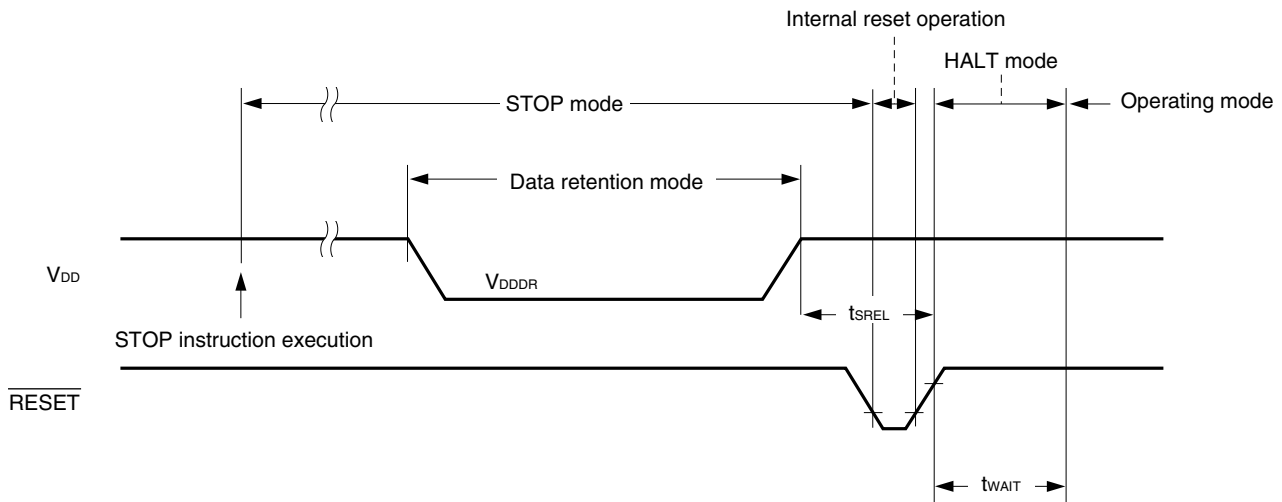 Internal reset operation
HALT mode
STOP mode
Operating mode
Data retention mode
VDD
VDDDR
STOP instruction execution
tSREL
RESET
tWAIT